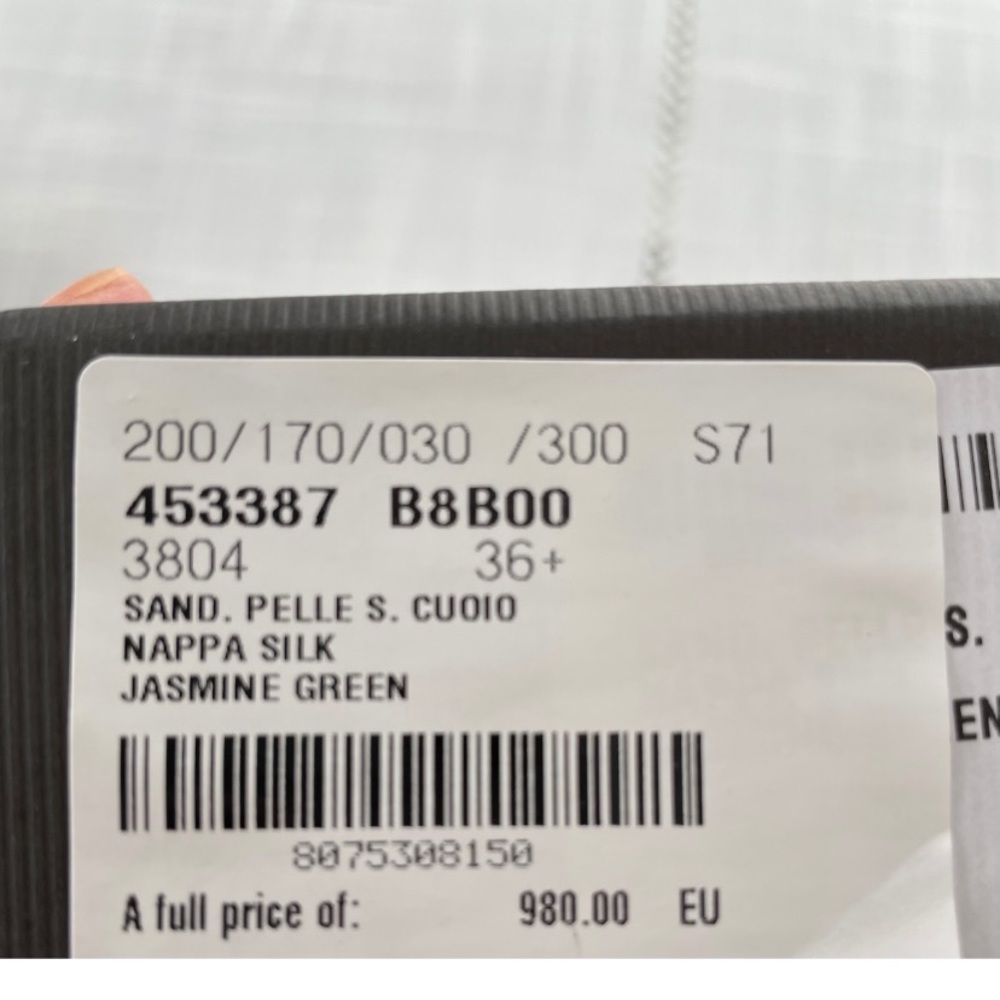 200/170/030 /300 S71
453387 B8B00
3804 36+
SAND. PELLE S. CUOIO
NAPPA SILK
JASMINE GREEN
8075308150
A full price of: 980.00 EU
S.
EN